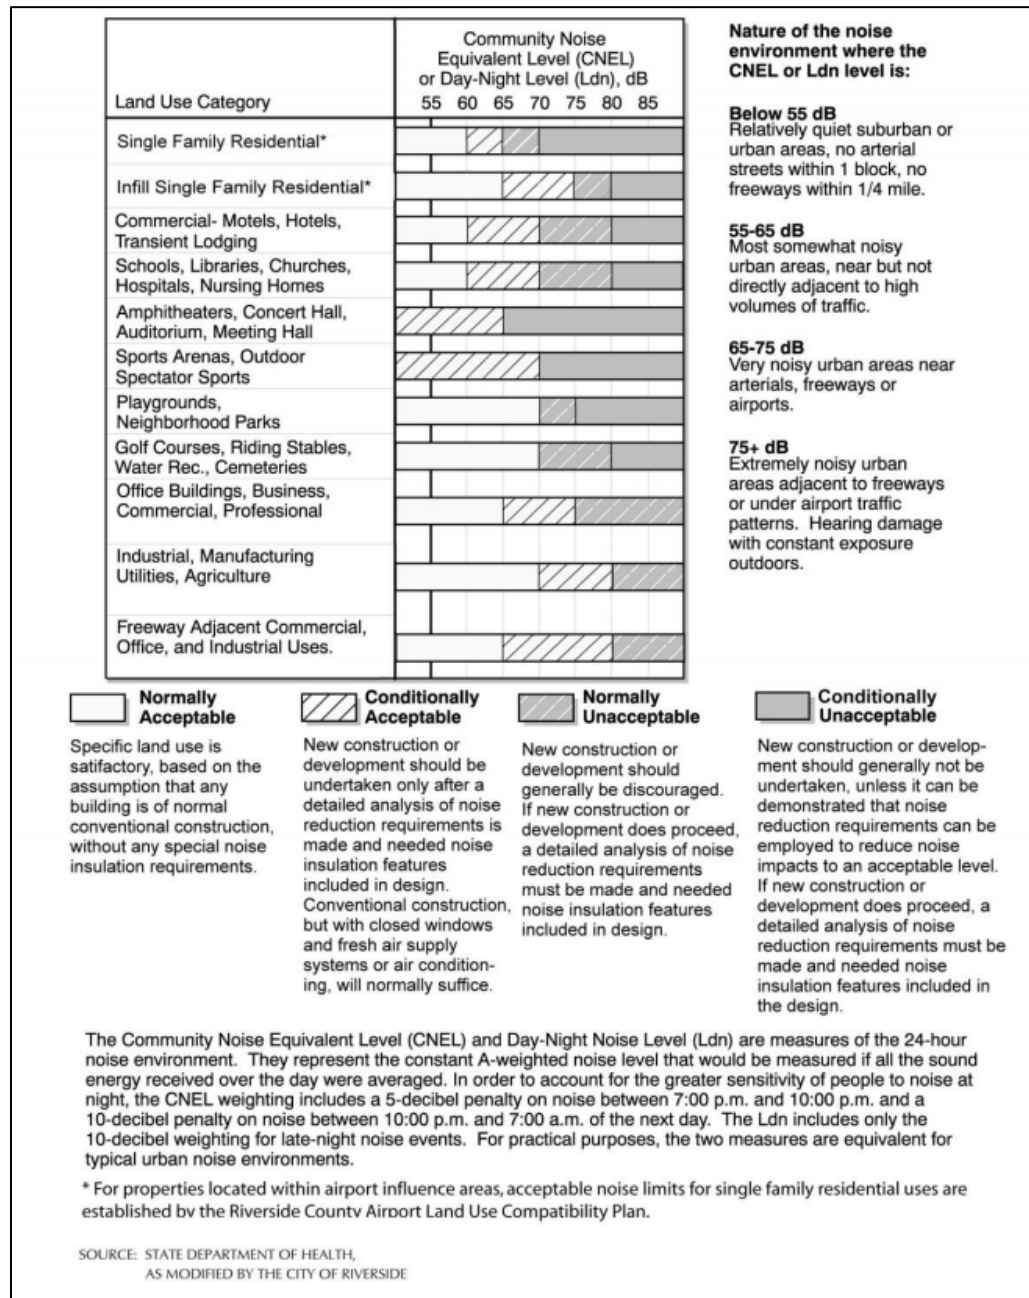 Land Use Category
Community Noise
Equivalent Level (CNEL)
or Day-Night Level (Ldn), dB
55 60 65 70 75 80 85
Single Family Residential*
Infill Single Family Residential*
Commercial- Motels, Hotels,
Transient Lodging
Schools, Libraries, Churches,
Hospitals, Nursing Homes
Amphitheaters, Concert Hall,
Auditorium, Meeting Hall
Sports Arenas, Outdoor
Spectator Sports
Playgrounds,
Neighborhood Parks
Golf Courses, Riding Stables,
Water Rec., Cemeteries
Office Buildings, Business,
Commercial, Professional
Industrial, Manufacturing
Utilities, Agriculture
Freeway Adjacent Commercial,
Office, and Industrial Uses.
Nature of the noise
environment where the
CNEL or Ldn level is:
Below 55 dB
Relatively quiet suburban or
urban areas, no arterial
streets within 1 block, no
freeways within 1/4 mile.
55-65 dB
Most somewhat noisy
urban areas, near but not
directly adjacent to high
volumes of traffic.
65-75 dB
Very noisy urban areas near
arterials, freeways or
airports.
75+ dB
Extremely noisy urban
areas adjacent to freeways
or under airport traffic
patterns. Hearing damage
with constant exposure
outdoors.
Normally
Acceptable
Specific land use is
satifactory, based on the
assumption that any
building is of normal
conventional construction,
without any special noise
insulation requirements.
Conditionally
Acceptable
New construction or
development should be
undertaken only after a
detailed analysis of noise
reduction requirements is
made and needed noise
insulation features
included in design.
Conventional construction,
but with closed windows
and fresh air supply
systems or air condition-
ing, will normally suffice.
Normally
Unacceptable
New construction or
development should
generally be discouraged.
If new construction or
development does proceed,
a detailed analysis of noise
reduction requirements
must be made and needed
noise insulation features
included in design.
Conditionally
Unacceptable
New construction or develop-
ment should generally not be
undertaken, unless it can be
demonstrated that noise
reduction requirements can be
employed to reduce noise
impacts to an acceptable level.
If new construction or
development does proceed, a
detailed analysis of noise
reduction requirements must be
made and needed noise
insulation features included in
the design.
The Community Noise Equivalent Level (CNEL) and Day-Night Noise Level (Ldn) are measures of the 24-hour
noise environment. They represent the constant A-weighted noise level that would be measured if all the sound
energy received over the day were averaged. In order to account for the greater sensitivity of people to noise at
night, the CNEL weighting includes a 5-decibel penalty on noise between 7:00 p.m. and 10:00 p.m. and a
10-decibel penalty on noise between 10:00 p.m. and 7:00 a.m. of the next day. The Ldn includes only the
10-decibel weighting for late-night noise events. For practical purposes, the two measures are equivalent for
typical urban noise environments.
* For properties located within airport influence areas, acceptable noise limits for single family residential uses are
established by the Riverside County Airport Land Use Compatibility Plan.
SOURCE: STATE DEPARTMENT OF HEALTH,
AS MODIFIED BY THE CITY OF RIVERSIDE